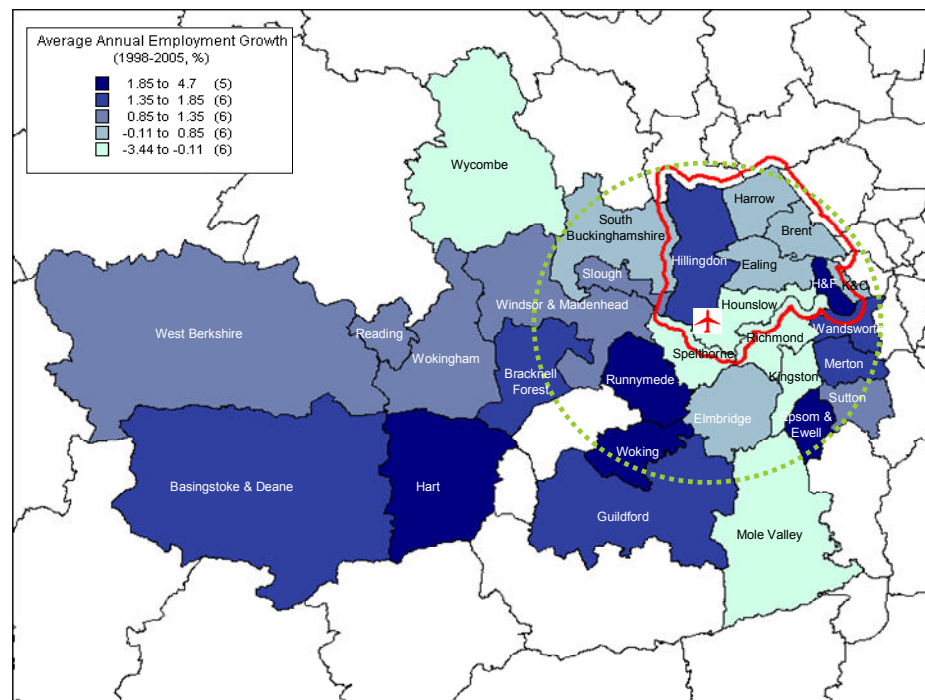 Average Annual Employment Growth
(1998-2005, %)
1.85 to 4.7 (5)
1.35 to 1.85 (6)
0.85 to 1.35 (6)
-0.11 to 0.85 (6)
-3.44 to -0.11 (6)
Wycombe
Harrow
South
Buckinghamshire
Brent
Hillingdon
Ealing
Slough
H&F
K&C
Windsor & Maidenhead
Hounslow
West Berkshire
Reading
Wandsworth
Richmond
Wokingham
Spelthorne
Merton
Bracknell
Forest
Runnymede
Kingston
Sutton
Elmbridge
Epsom &
Ewell
Woking
Basingstoke & Deane
Hart
Guildford
Mole Valley